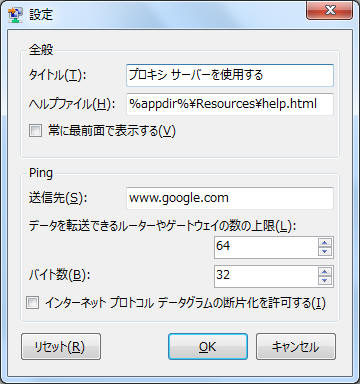 設定
全般
タイトル(T):
プロキシ サーバーを使用する
ヘルプファイル(H):
%appdir%¥Resources¥help.html
常に最前面で表示する(V)
Ping
送信先(S):
www.google.com
データを転送できるルーターやゲートウェイの数の上限(L):
64
バイト数(B):
32
インターネット プロトコル データグラムの断片化を許可する(I)
リセット(R)
OK
キャンセル